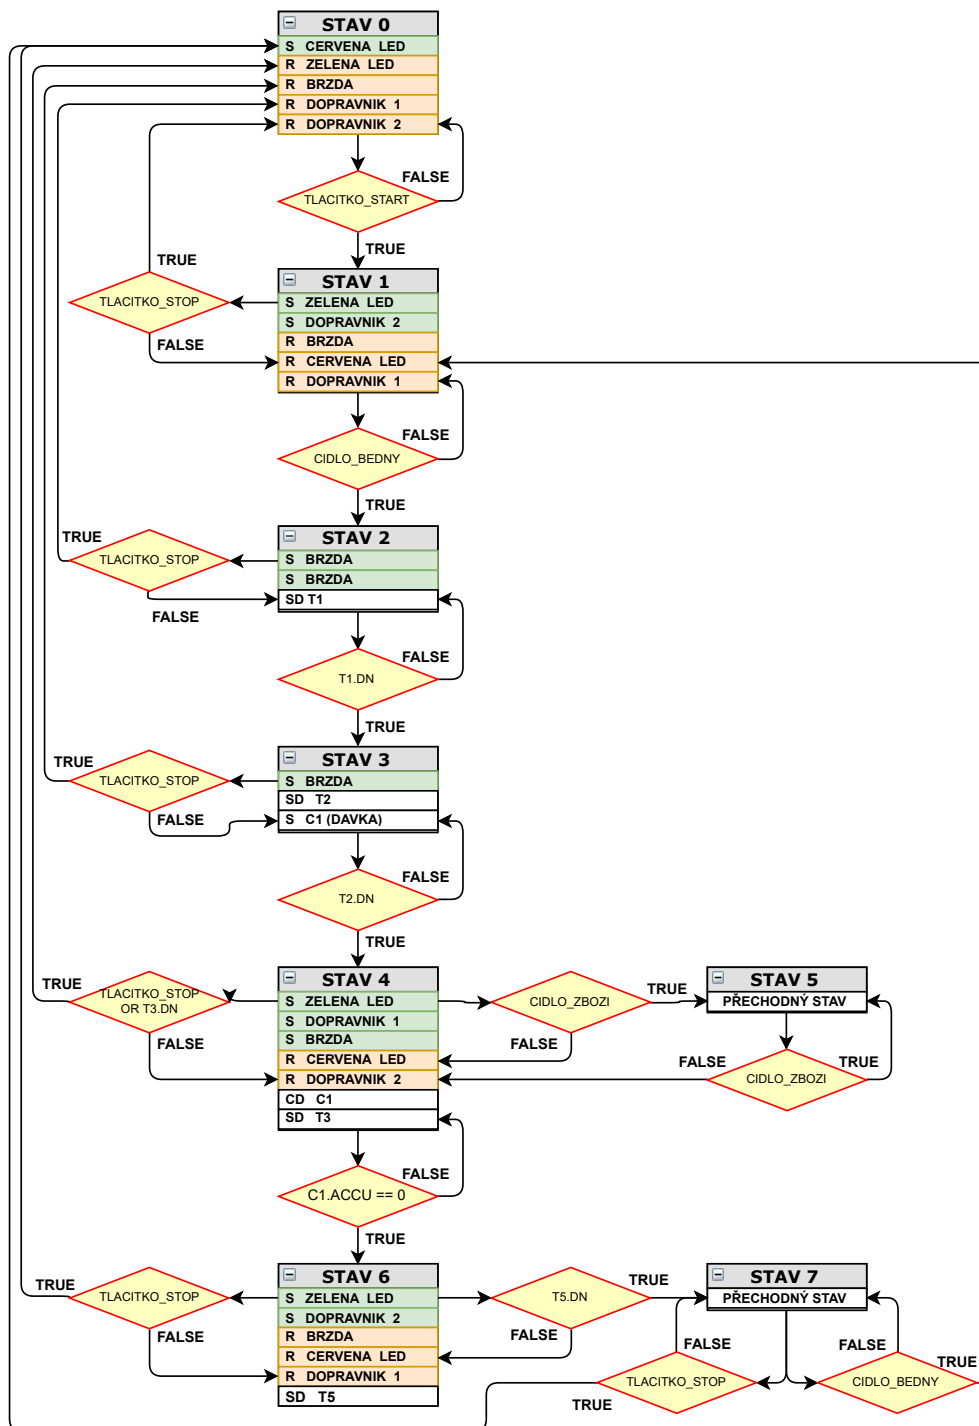 STAV 0
S CERVENA LED
R ZELENA LED
R BRZDA
R DOPRAVNIK 1
R DOPRAVNIK 2
FALSE
TLACITKO_START
TRUE
TRUE
STAV 1
S ZELENA LED
TLACITKO_STOP
S DOPRAVNIK 2
R BRZDA
FALSE
R CERVENA LED
R DOPRAVNIK 1
FALSE
CIDLO_BEDNY
TRUE
STAV 2
TRUE
S BRZDA
TLACITKO_STOP
S BRZDA
SD T1
FALSE
FALSE
T1.DN
TRUE
STAV 3
TRUE
S BRZDA
TLACITKO_STOP
SD T2
S C1 (DAVKA)
FALSE
FALSE
T2.DN
TRUE
STAV 4
STAV 5
TRUE
TLACITKO_STOP
OR T3.DN
S ZELENA LED
CIDLO_ZBOZI
TRUE
PŘECHODNÝ STAV
S DOPRAVNIK 1
S BRZDA
FALSE
FALSE
R CERVENA LED
FALSE
TRUE
R DOPRAVNIK 2
CIDLO_ZBOZI
CD C1
SD T3
FALSE
C1.ACCU == 0
TRUE
STAV 6
STAV 7
TRUE
TRUE
TLACITKO_STOP
S ZELENA LED
T5.DN
PŘECHODNÝ STAV
S DOPRAVNIK 2
FALSE
R BRZDA
FALSE
FALSE
FALSE
R CERVENA LED
TRUE
R DOPRAVNIK 1
TLACITKO_STOP
CIDLO_BEDNY
SD T5
TRUE